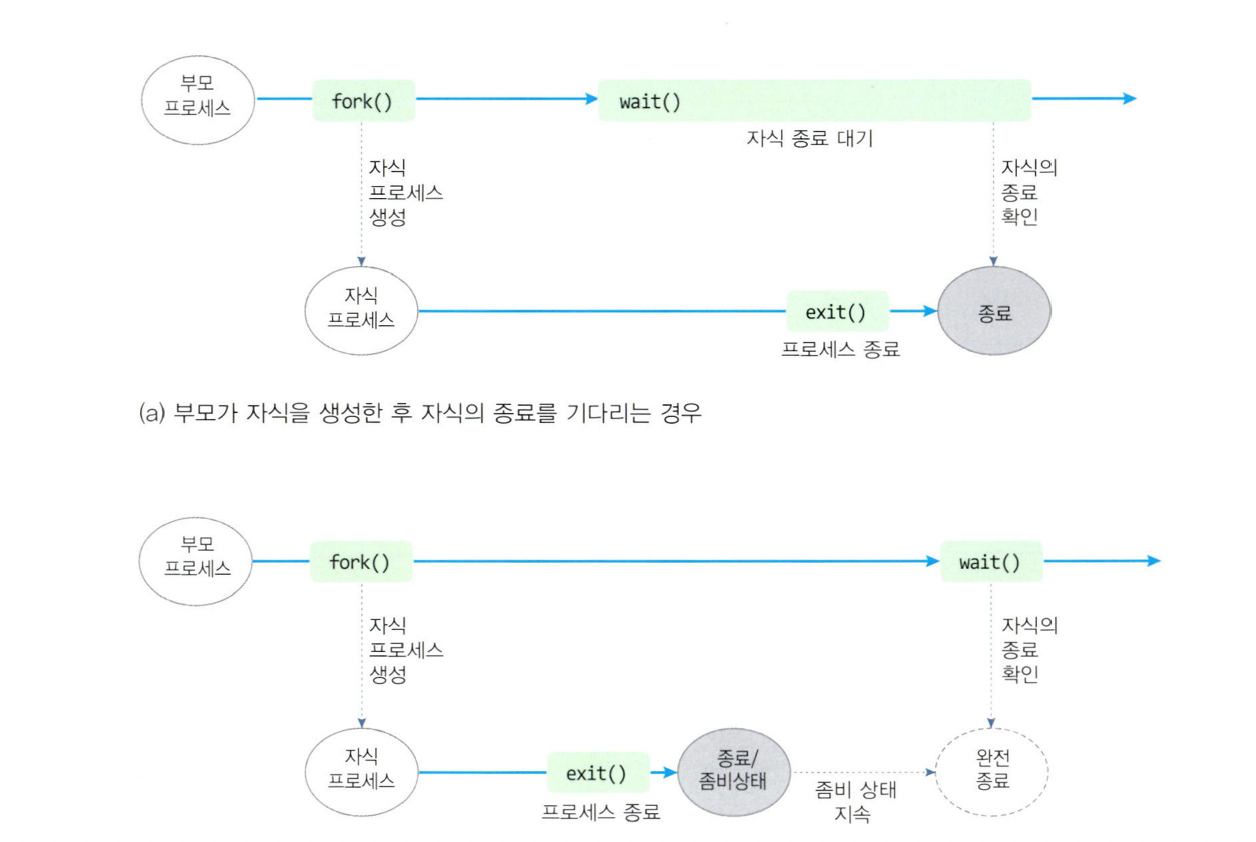 부모
프로세스
fork()
wait()
자식 종료 대기
자식
프로세스
생성
자식의
종료
확인
자식
프로세스
exit()
종료
프로세스 종료
(a) 부모가 자식을 생성한 후 자식의 종료를 기다리는 경우
부모
프로세스
fork()
wait()
자식
프로세스
생성
자식의
종료
확인
자식
프로세스
exit()
종료/
좀비상태
완전
종료
프로세스 종료
좀비 상태
지속